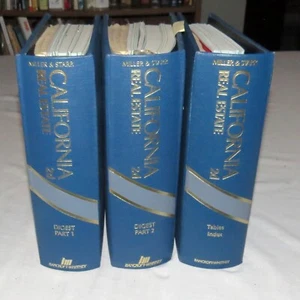 MILLER & STARR
CALIFORNIA
REAL ESTATE
2d
DIGEST
PART 1
MILLER & STARR
CALIFORNIA
REAL ESTATE
2d
DIGEST
PART 2
MILLER & STARR
CALIFORNIA
REAL ESTATE
2d
Tables
Index